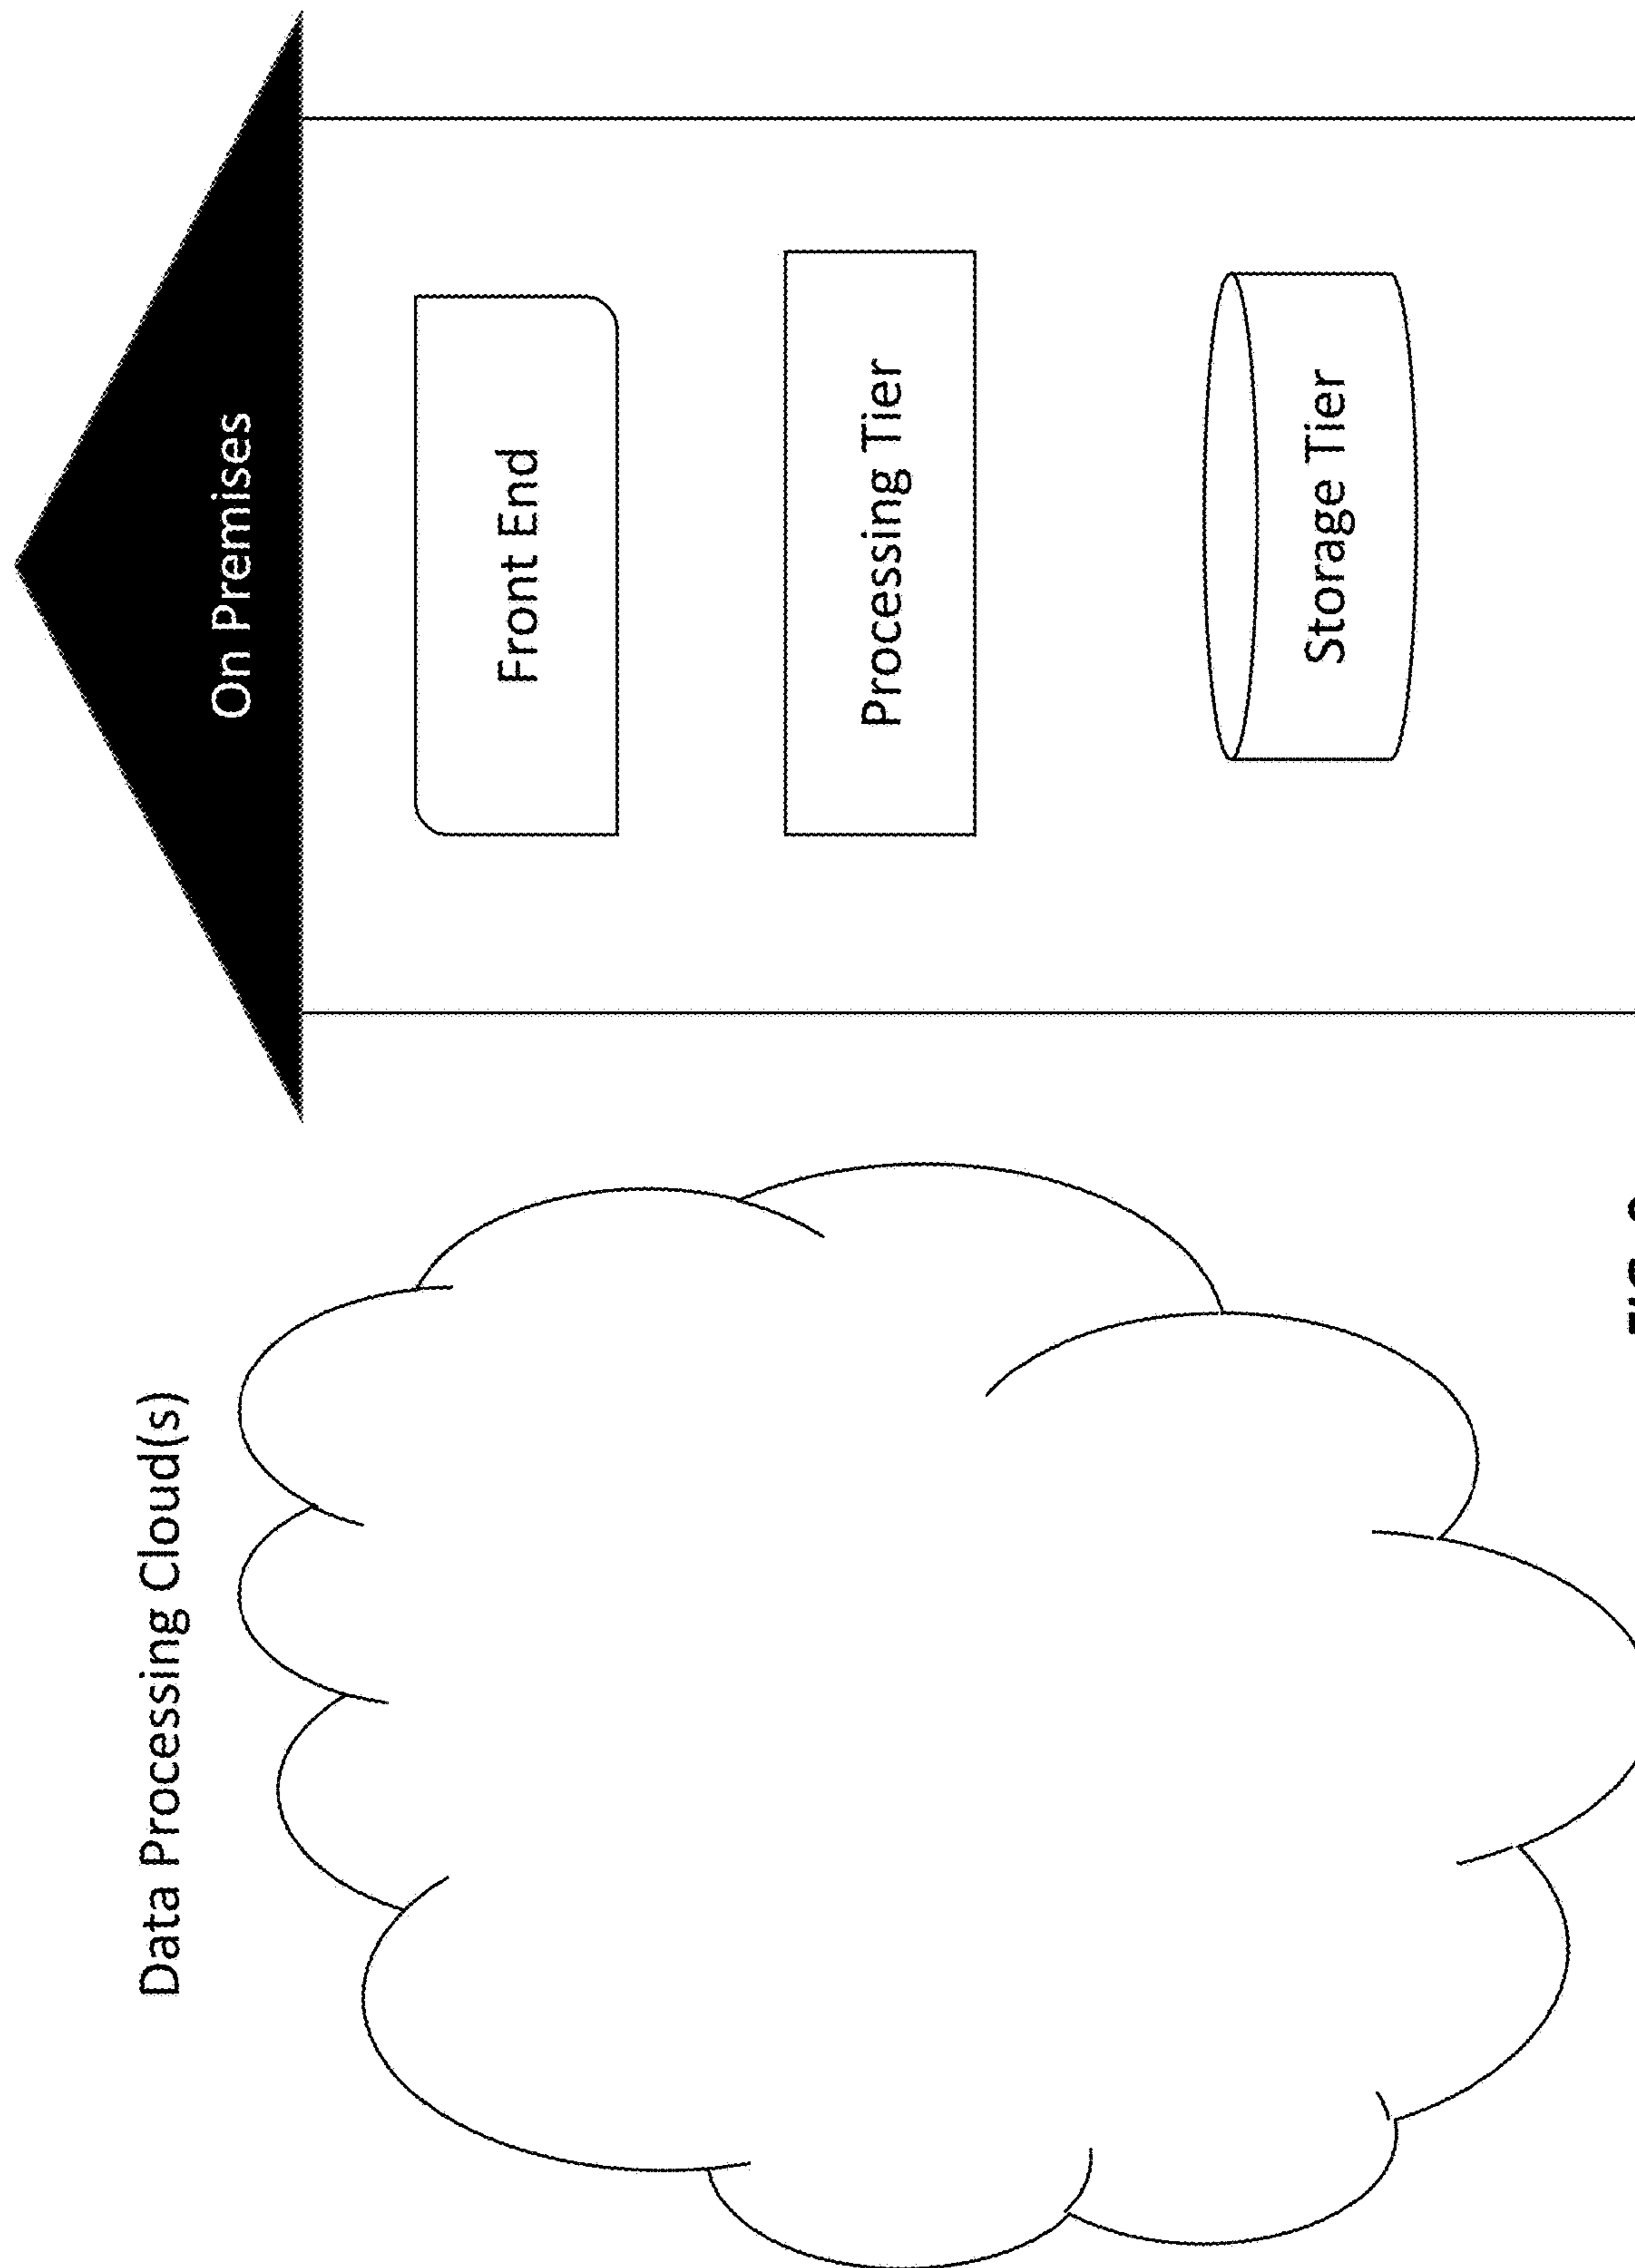 Data Processing Cloud(s)
On Premises
Front End
Processing Tier
Storage Tier